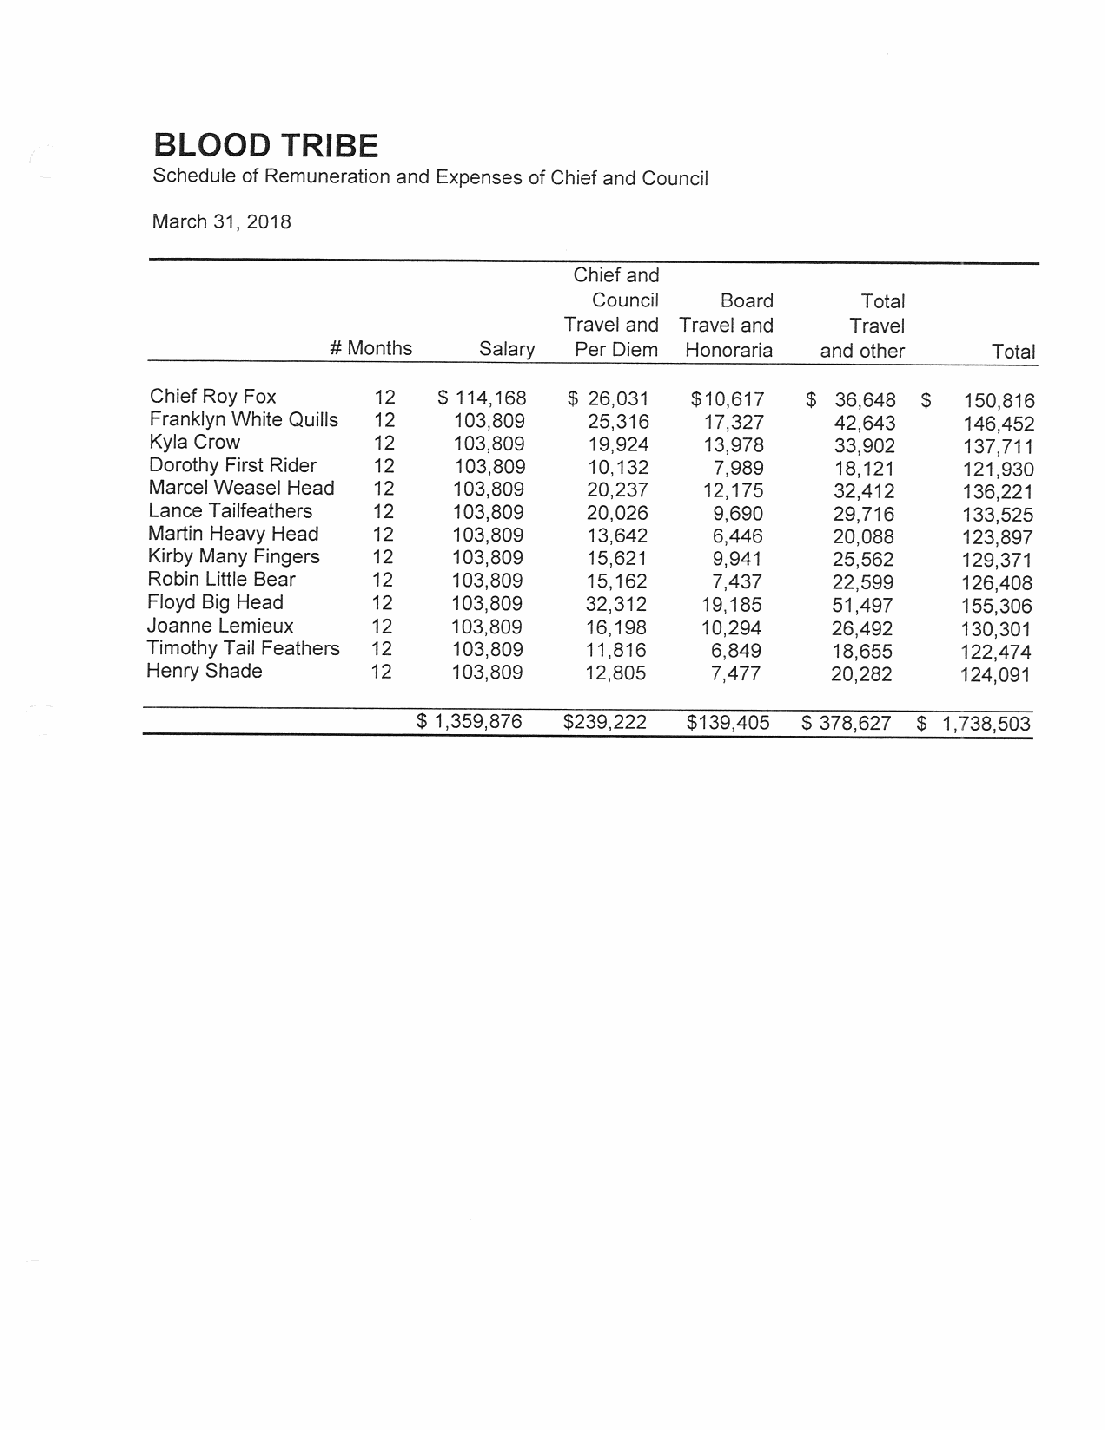 BLOOD TRIBE
Schedule of Remuneration and Expenses of Chief and Council
March 31, 2018
Chief and
Council Board Total
Travel and Travel and Travel
# Months Salary Per Diem Honoraria and other Total
Chief Roy Fox 12 $ 114,168 $ 26,031 $10,617 $ 36,648 $ 150,816
Franklyn White Quills 12 103,809 25,316 17,327 42,643 146,452
Kyla Crow 12 103,809 19,924 13,978 33,902 137,711
Dorothy First Rider 12 103,809 10,132 7,989 18,121 121,930
Marcel Weasel Head 12 103,809 20,237 12,175 32,412 136,221
Lance Tailfeathers 12 103,809 20,026 9,690 29,716 133,525
Martin Heavy Head 12 103,809 13,642 6,446 20,088 123,897
Kirby Many Fingers 12 103,809 15,621 9,941 25,562 129,371
Robin Little Bear 12 103,809 15,162 7,437 22,599 126,408
Floyd Big Head 12 103,809 32,312 19,185 51,497 155,306
Joanne Lemieux 12 103,809 16,198 10,294 26,492 130,301
Timothy Tail Feathers 12 103,809 11,816 6,849 18,655 122,474
Henry Shade 12 103,809 12,805 7,477 20,282 124,091
$ 1,359,876 $239,222 $139,405 $ 378,627 $ 1,738,503